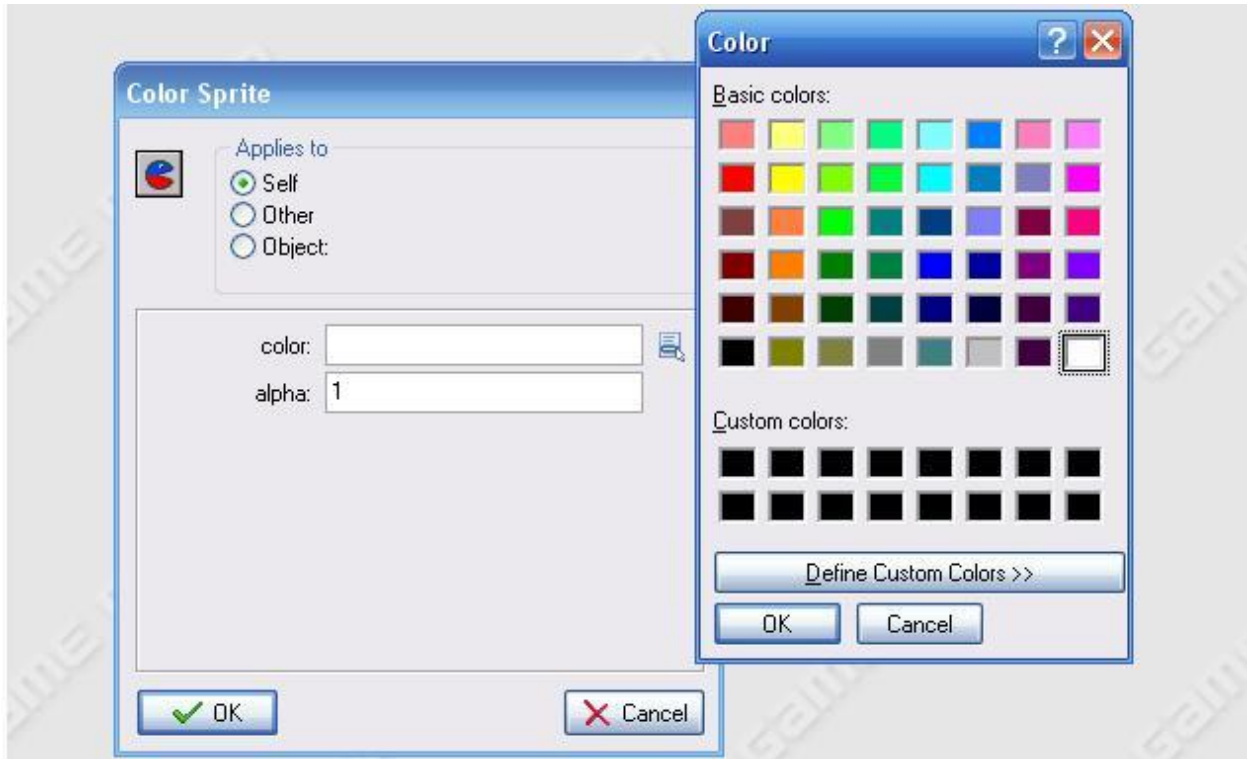 Color Sprite
Applies to
Self
Other
Object:
color:
alpha: 1
OK
Cancel
Color
Basic colors:
Custom colors:
Define Custom Colors >>
OK
Cancel